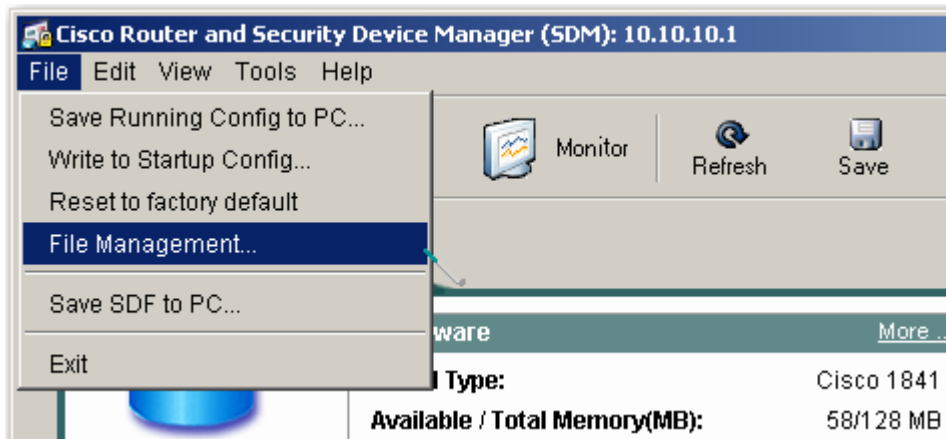 Cisco Router and Security Device Manager (SDM): 10.10.10.1
File Edit View Tools Help
Save Running Config to PC...
Write to Startup Config...
Reset to factory default
File Management...
Save SDF to PC...
Exit
Monitor
Refresh
Save
ware More ..
l Type: Cisco 1841
Available / Total Memory(MB): 58/128 MB